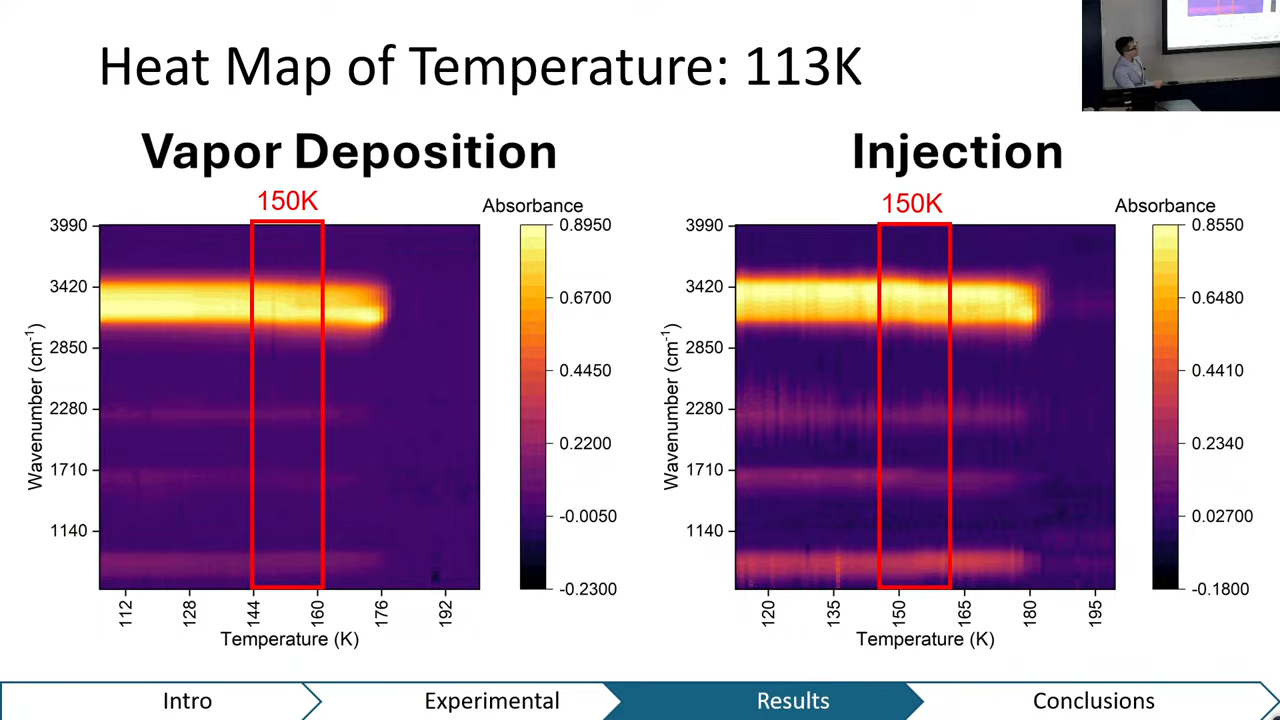 Heat Map of Temperature: 113K
Vapor Deposition
150K
Absorbance
3990
3420
2850
2280
1710
1140
Wavenumber (cm⁻¹)
112
128
144
160
176
192
Temperature (K)
0.8950
0.6700
0.4450
0.2200
-0.0050
-0.2300
Injection
150K
Absorbance
3990
3420
2850
2280
1710
1140
Wavenumber (cm⁻¹)
120
135
150
165
180
195
Temperature (K)
0.8550
0.6480
0.4410
0.2340
0.02700
-0.1800
Intro
Experimental
Results
Conclusions